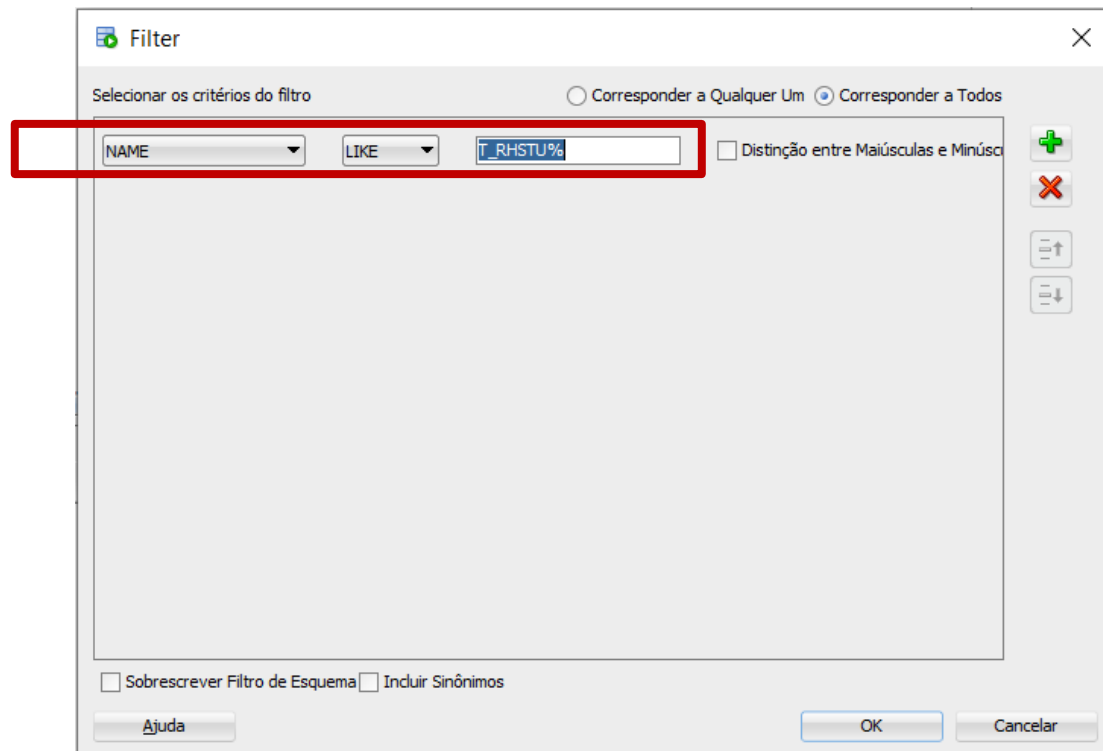 Filter
Selecionar os critérios do filtro Corresponder a Qualquer Um Corresponder a Todos
NAME LIKE T_RHSTU% Distinção entre Maiúsculas e Minúsc
Sobrescrever Filtro de Esquema Incluir Sinônimos
Ajuda OK Cancelar